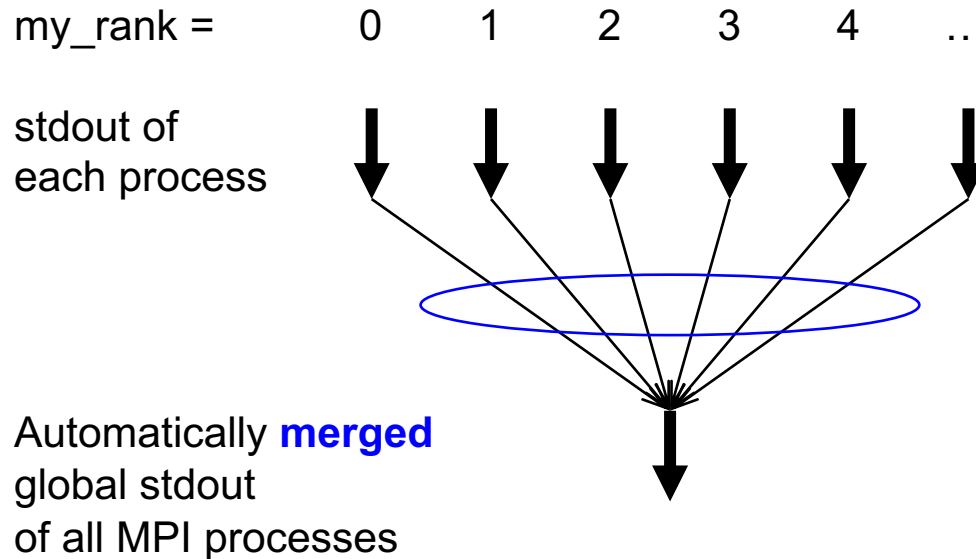 my_rank = 0 1 2 3 4 ..
stdout of
each process
Automatically merged
global stdout
of all MPI processes